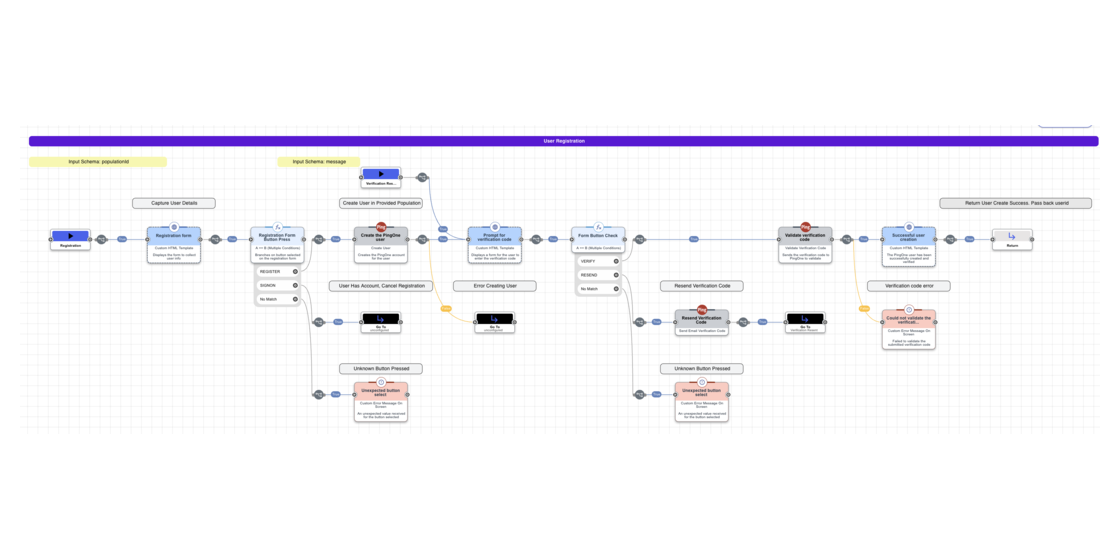 User Registration
Input Schema: populationId
Input Schema: message
Verification Res...
Capture User Details
Create User in Provided Population
Return User Create Success. Pass back userId
Registration
Registration form
Custom HTML Template
Displays the form to collect
user info
Registration Form
Button Press
A == B (Multiple Conditions)
Branches on button selected
on the registration form
REGISTER
SIGNON
No Match
Ping
Create the PingOne
user
Create User
Creates the PingOne account
for the user
Prompt for
verification code
Custom HTML Template
Displays a form for the user
to enter the verification code
Form Button Check
A == B (Multiple Conditions)
VERIFY
RESEND
No Match
Ping
Validate verification
code
Validate Verification Code
Sends the verification code to
PingOne to validate
Successful user
creation
Custom HTML Template
The PingOne user has been
successfully created and
verified
Return
User Has Account, Cancel Registration
Error Creating User
Resend Verification Code
Verification code error
Go To
Go To
Ping
Resend Verification
Code
Send Email Verification Code
Go To
Could not validate the
verificati...
Custom Error Message On
Screen
Failed to validate the
submitted verification code
Unknown Button Pressed
Unknown Button Pressed
Unexpected button
select
Custom Error Message On
Screen
An unexpected value received
for the button selected
Unexpected button
select
Custom Error Message On
Screen
An unexpected value received
for the button selected